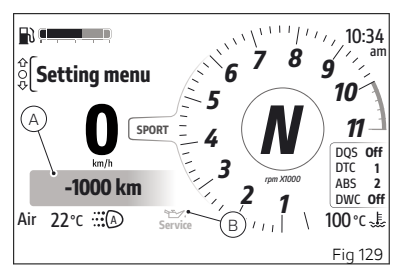 10:34
am
Setting menu
A
0
km/h
SPORT
-1000 km
Air 22°C (A)
Service
B
1
2
3
4
5
6
7
8
9
10
11
N
rpm X1000
DQS Off
DTC 1
ABS 2
DWC Off
100 °C
Fig 129